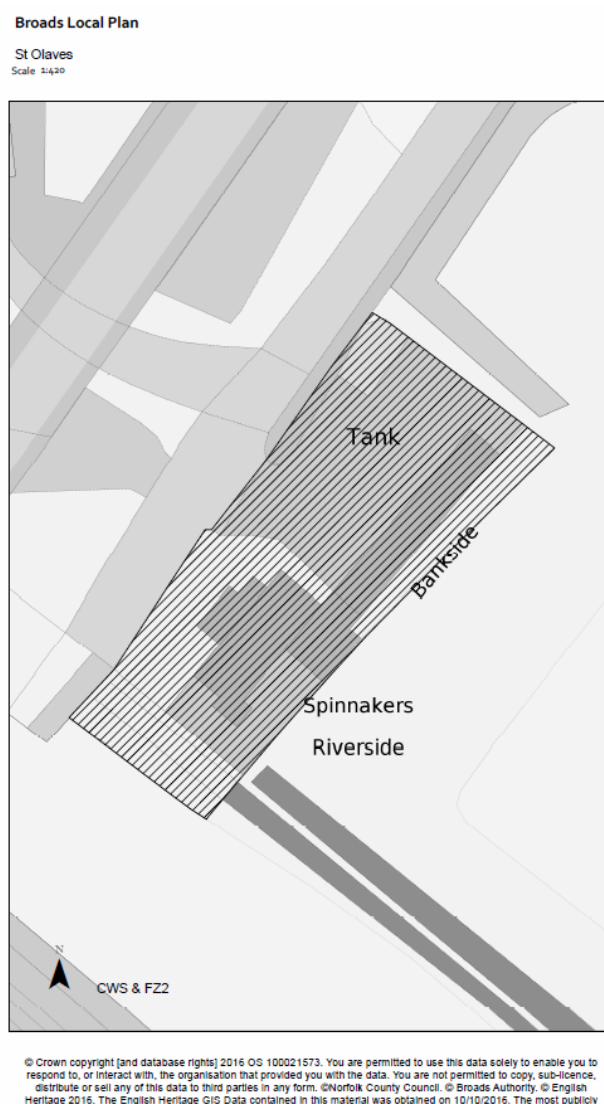 Broads Local Plan
St Olaves
Scale 1:420
Tank
Bankside
Spinnakers
Riverside
N
CWS & FZ2
© Crown copyright [and database rights] 2016 OS 100021573. You are permitted to use this data solely to enable you to
respond to, or interact with, the organisation that provided you with the data. You are not permitted to copy, sub-licence,
distribute or sell any of this data to third parties in any form. ©Norfolk County Council. © Broads Authority. © English
Heritage 2016. The English Heritage GIS Data contained in this material was obtained on 10/10/2016. The most publicly